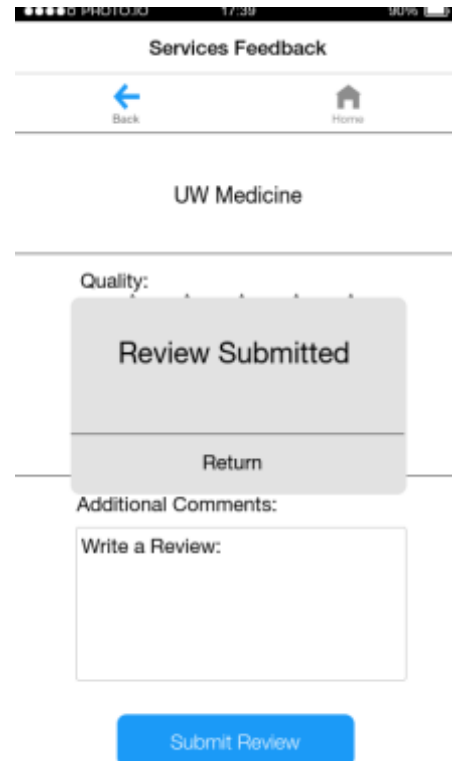 PHOTO.IO 17:39 90%
Services Feedback
Back Home
UW Medicine
Quality:
Review Submitted
Return
Additional Comments:
Write a Review:
Submit Review